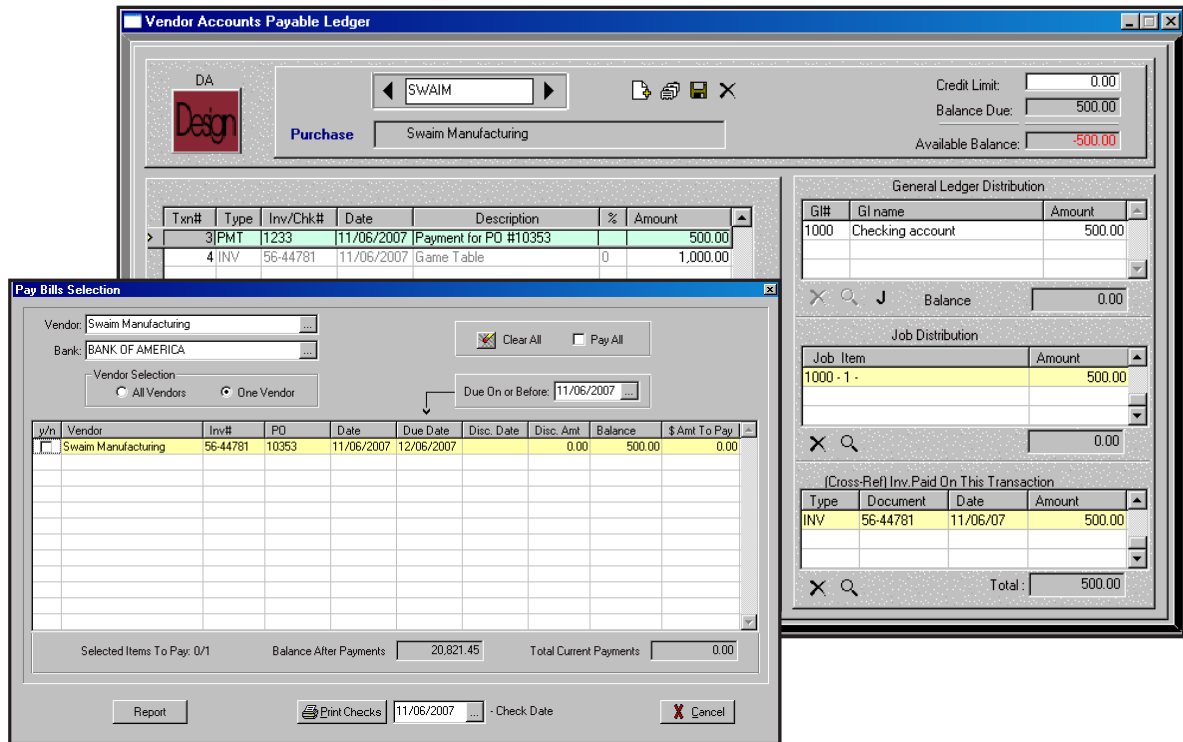 Vendor Accounts Payable Ledger
DA
Design
SWAIM
Purchase Swaim Manufacturing
Credit Limit: 0.00
Balance Due: 500.00
Available Balance: -500.00
Txn# Type Inv/Chk# Date Description % Amount
3 PMT 1233 11/06/2007 Payment for PO #10353 500.00
4 INV 56-44781 11/06/2007 Game Table 0 1,000.00
General Ledger Distribution
Gl# Gl name Amount
1000 Checking account 500.00
J Balance 0.00
Job Distribution
Job Item Amount
1000 - 1 - 500.00
0.00
(Cross-Ref) Inv.Paid On This Transaction
Type Document Date Amount
INV 56-44781 11/06/07 500.00
Total : 500.00
Pay Bills Selection
Vendor: Swaim Manufacturing ...
Bank: BANK OF AMERICA ...
Clear All Pay All
Vendor Selection
All Vendors One Vendor
Due On or Before: 11/06/2007 ...
y/n Vendor Inv# PO Date Due Date Disc. Date Disc. Amt Balance $ Amt To Pay
Swaim Manufacturing 56-44781 10353 11/06/2007 12/06/2007 0.00 500.00 0.00
Selected Items To Pay: 0/1 Balance After Payments 20,821.45 Total Current Payments 0.00
Report Print Checks 11/06/2007 ... - Check Date Cancel